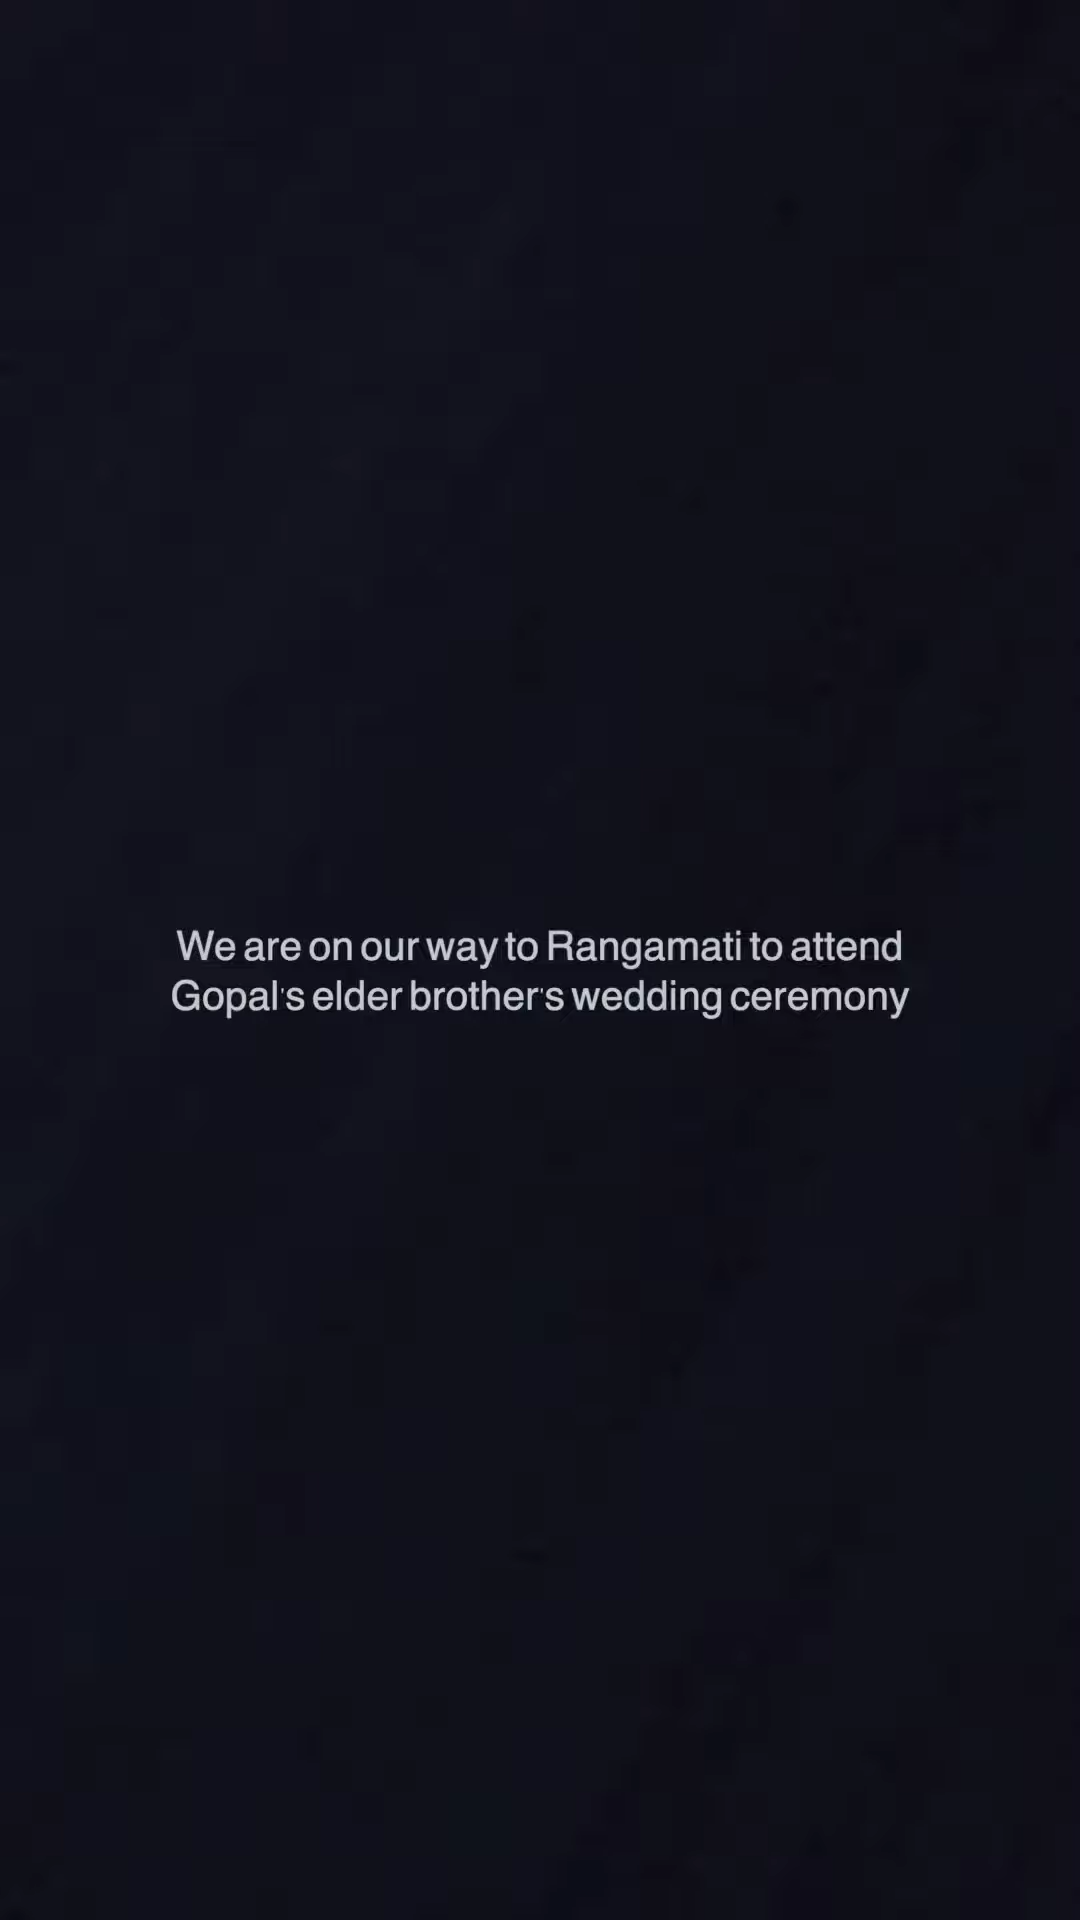 We are on our way to Rangamati to attend
Gopal's elder brother's wedding ceremony